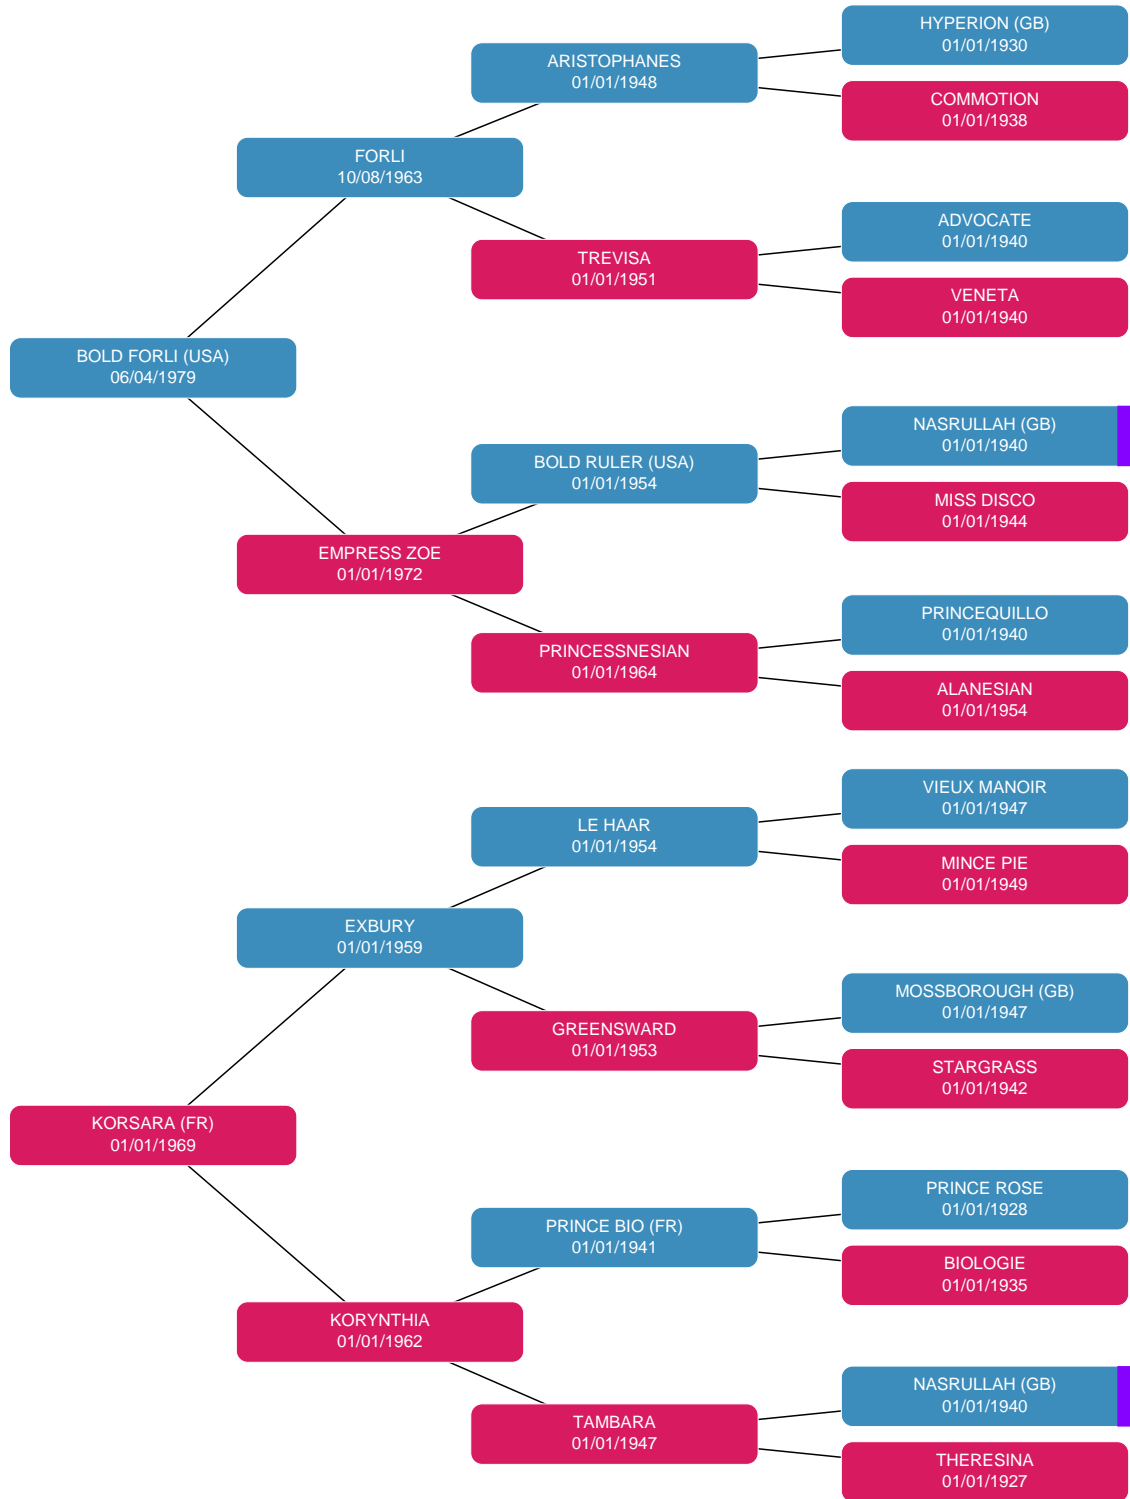 HYPERION (GB)
01/01/1930
ARISTOPHANES
01/01/1948
COMMOTION
01/01/1938
FORLI
10/08/1963
ADVOCATE
01/01/1940
TREVISA
01/01/1951
VENETA
01/01/1940
BOLD FORLI (USA)
06/04/1979
NASRULLAH (GB)
01/01/1940
BOLD RULER (USA)
01/01/1954
MISS DISCO
01/01/1944
EMPRESS ZOE
01/01/1972
PRINCEQUILLO
01/01/1940
PRINCESSNESIAN
01/01/1964
ALANESIAN
01/01/1954
VIEUX MANOIR
01/01/1947
LE HAAR
01/01/1954
MINCE PIE
01/01/1949
EXBURY
01/01/1959
MOSSBOROUGH (GB)
01/01/1947
GREENSWARD
01/01/1953
STARGRASS
01/01/1942
KORSARA (FR)
01/01/1969
PRINCE ROSE
01/01/1928
PRINCE BIO (FR)
01/01/1941
BIOLOGIE
01/01/1935
KORYNTHIA
01/01/1962
NASRULLAH (GB)
01/01/1940
TAMBARA
01/01/1947
THERESINA
01/01/1927